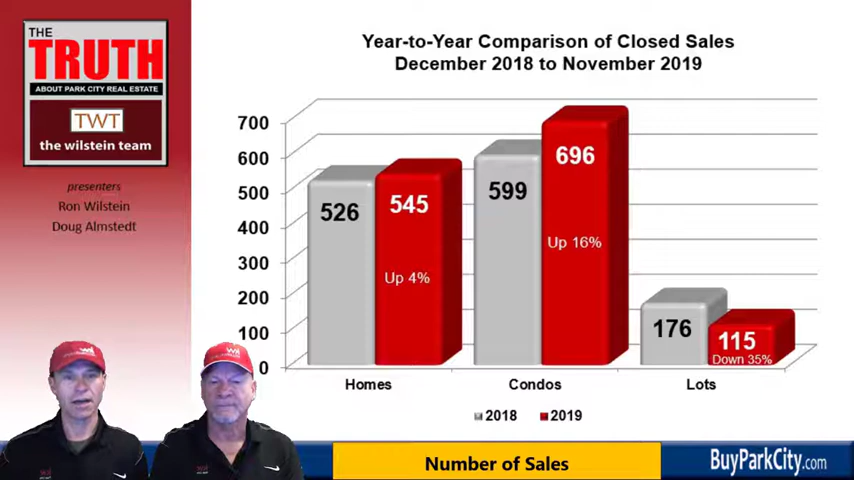 THE
TRUTH
ABOUT PARK CITY REAL ESTATE
TWT
the wilstein team
presenters
Ron Wilstein
Doug Almstedt
Year-to-Year Comparison of Closed Sales
December 2018 to November 2019
700
600
500
400
300
200
100
0
526
545
Up 4%
599
696
Up 16%
176
115
Down 35%
Homes
Condos
Lots
2018
2019
Number of Sales
BuyParkCity.com